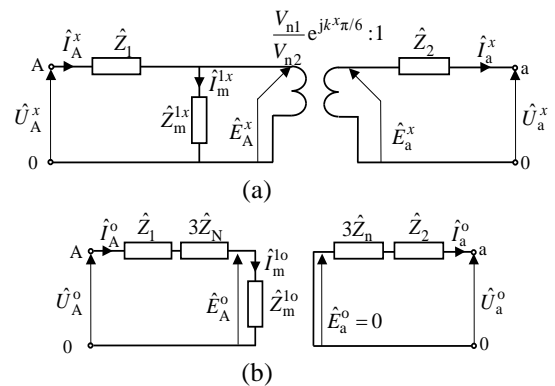 V_n1/V_n2 e^{jk^xπ/6} :1
A Î_A^x Ẑ_1 Ẑ_2 Î_a^x a
Î_m^{1x}
Û_A^x Ẑ_m^{1x} Ê_A^x Ê_a^x Û_a^x
0 0
(a)
A Î_A^o Ẑ_1 3Ẑ_N 3Ẑ_n Ẑ_2 Î_a^o a
Î_m^{1o}
Û_A^o Ê_A^o Ẑ_m^{1o} Ê_a^o = 0 Û_a^o
0 0
(b)